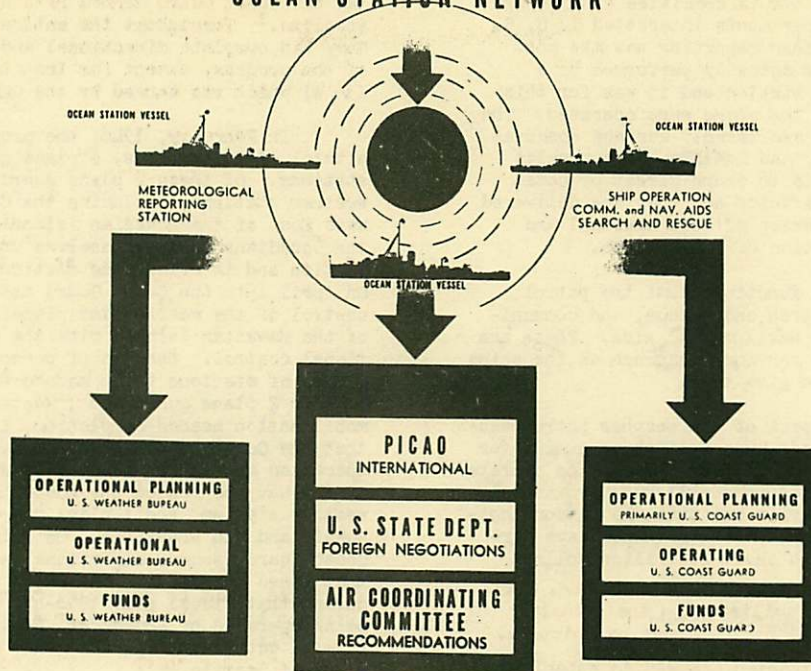 OCEAN STATION NETWORK
OCEAN STATION VESSEL
OCEAN STATION VESSEL
METEOROLOGICAL
REPORTING
STATION
SHIP OPERATION
COMM. and NAV. AIDS
SEARCH AND RESCUE
OCEAN STATION VESSEL
OPERATIONAL PLANNING
U. S. WEATHER BUREAU
OPERATIONAL
U. S. WEATHER BUREAU
FUNDS
U. S. WEATHER BUREAU
PICAO
INTERNATIONAL
U. S. STATE DEPT.
FOREIGN NEGOTIATIONS
AIR COORDINATING
COMMITTEE
RECOMMENDATIONS
OPERATIONAL PLANNING
PRIMARILY U. S. COAST GUARD
OPERATING
U. S. COAST GUARD
FUNDS
U. S. COAST GUARD